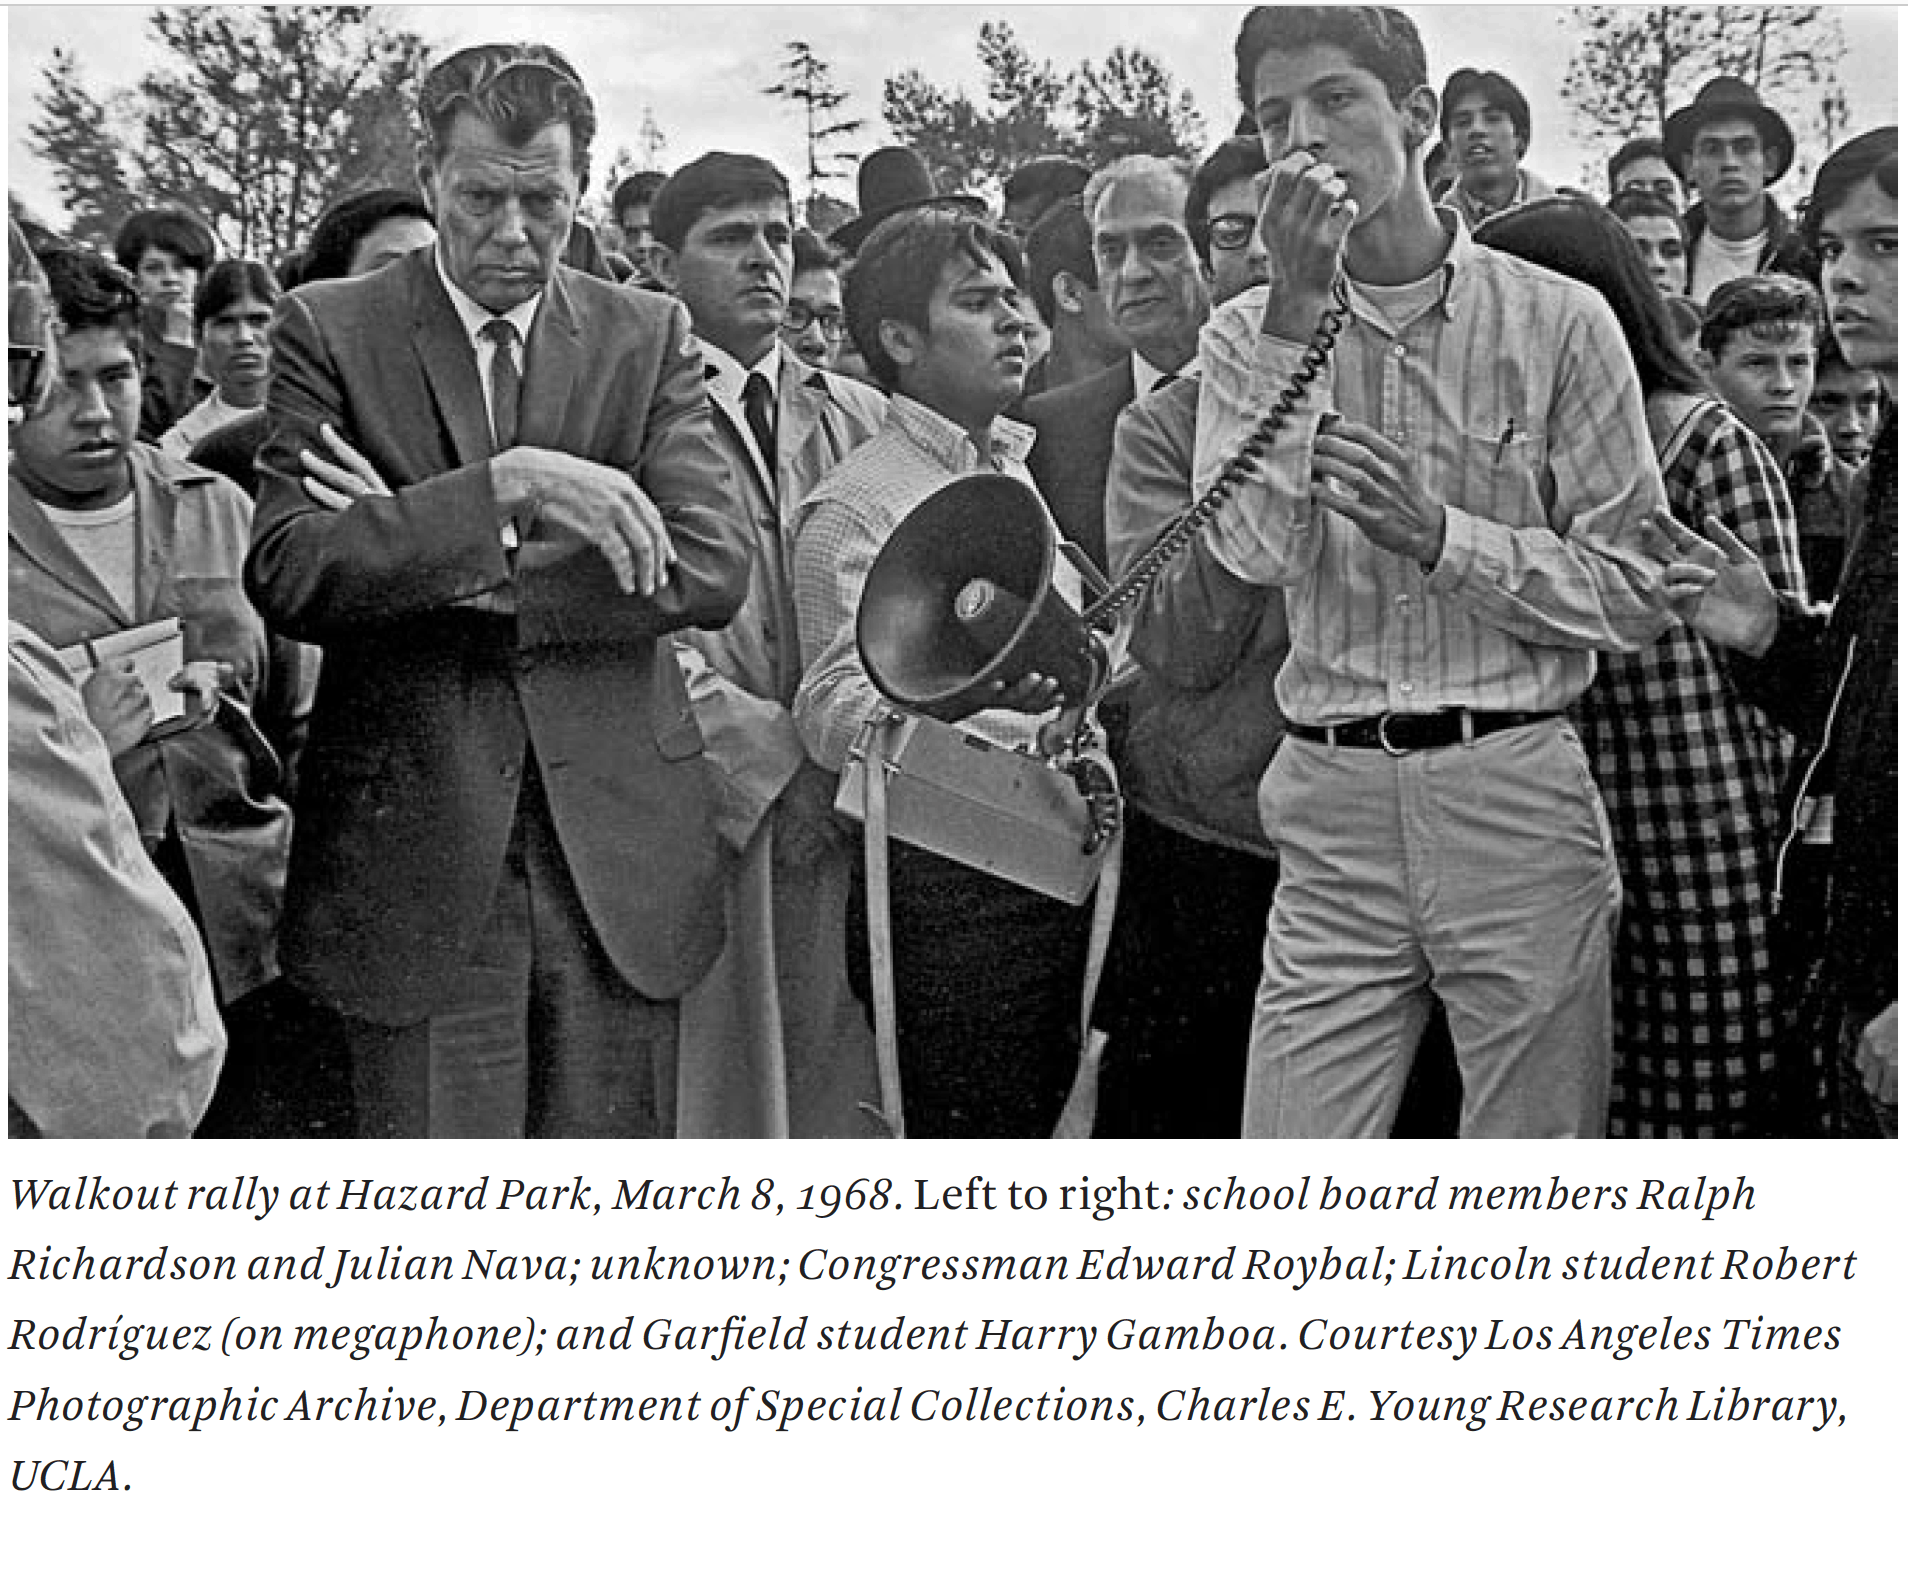 Walkout rally at Hazard Park, March 8, 1968. Left to right: school board members Ralph
Richardson and Julian Nava; unknown; Congressman Edward Roybal; Lincoln student Robert
Rodríguez (on megaphone); and Garfield student Harry Gamboa. Courtesy Los Angeles Times
Photographic Archive, Department of Special Collections, Charles E. Young Research Library,
UCLA.